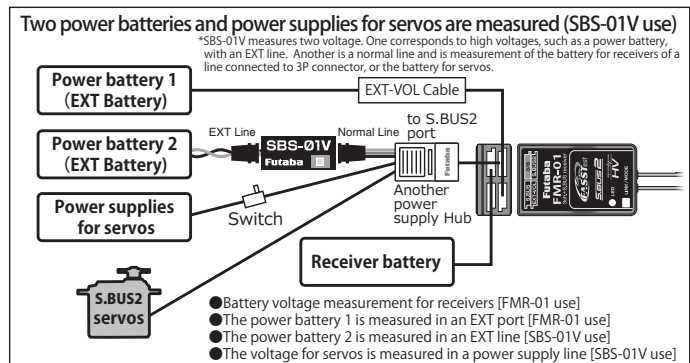 Two power batteries and power supplies for servos are measured (SBS-01V use)
*SBS-01V measures two voltage. One corresponds to high voltages, such as a power battery,
with an EXT line. Another is a normal line and is measurement of the battery for receivers of a
line connected to 3P connector, or the battery for servos.
Power battery 1
(EXT Battery)
EXT-VOL Cable
Power battery 2
(EXT Battery)
EXT Line
SBS-01V
Futaba
Normal Line
to S.BUS2
port
Futaba
Another
power
supply Hub
Futaba
FMR-01
FASSTest
S.BUS2
HV
LED
LINK/MODE
Power supplies
for servos
Switch
Receiver battery
S.BUS2
servos
●Battery voltage measurement for receivers [FMR-01 use]
●The power battery 1 is measured in an EXT port [FMR-01 use]
●The power battery 2 is measured in an EXT line [SBS-01V use]
●The voltage for servos is measured in a power supply line [SBS-01V use]